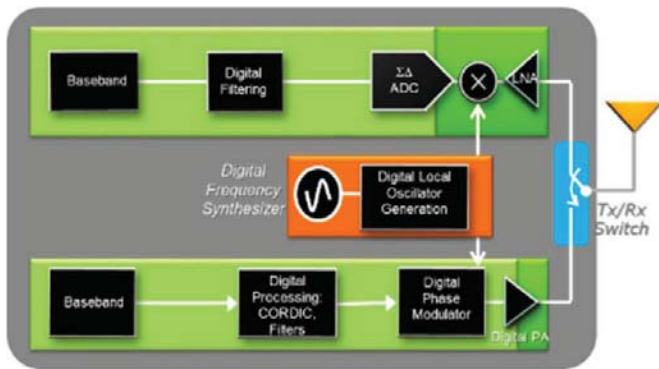 Baseband
Digital
Filtering
ΣΔ
ADC
LNA
Digital
Frequency
Synthesizer
Digital Local
Oscillator
Generation
Tx/Rx
Switch
Baseband
Digital
Processing:
CORDIC,
Filters
Digital
Phase
Modulator
Digital PA